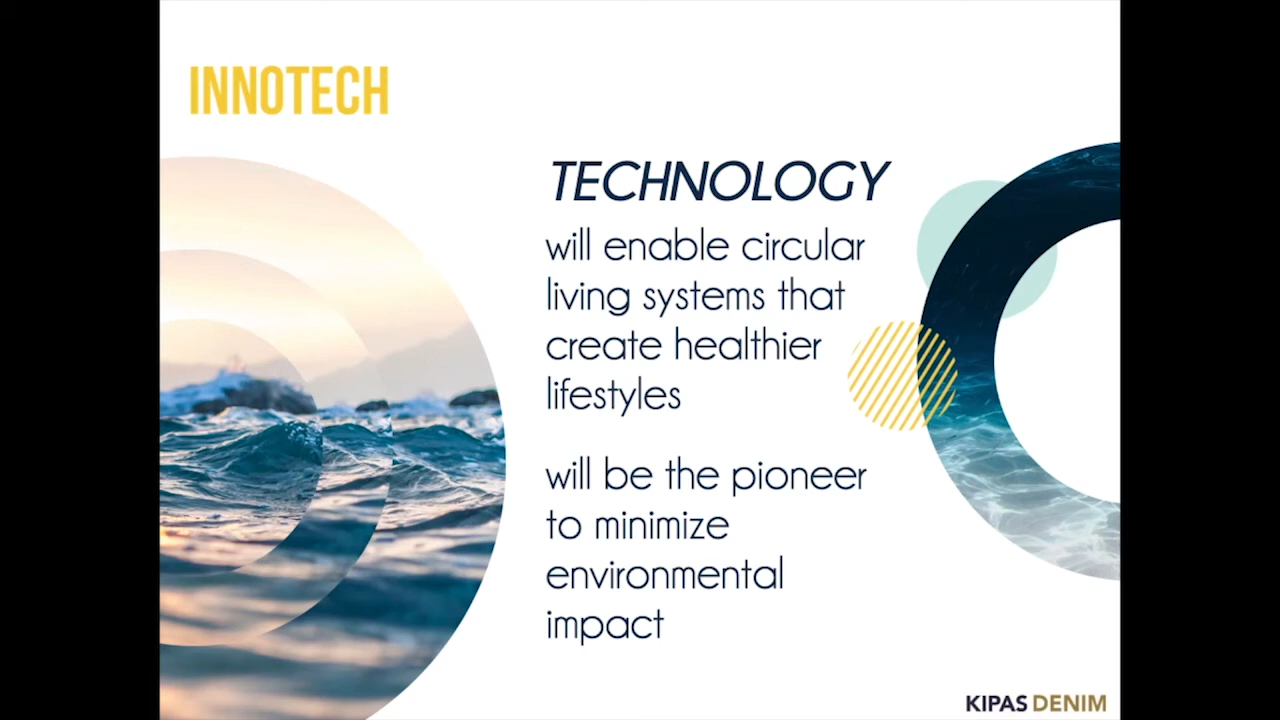 INNOTECH
TECHNOLOGY
will enable circular
living systems that
create healthier
lifestyles
will be the pioneer
to minimize
environmental
impact
KIPAS DENIM